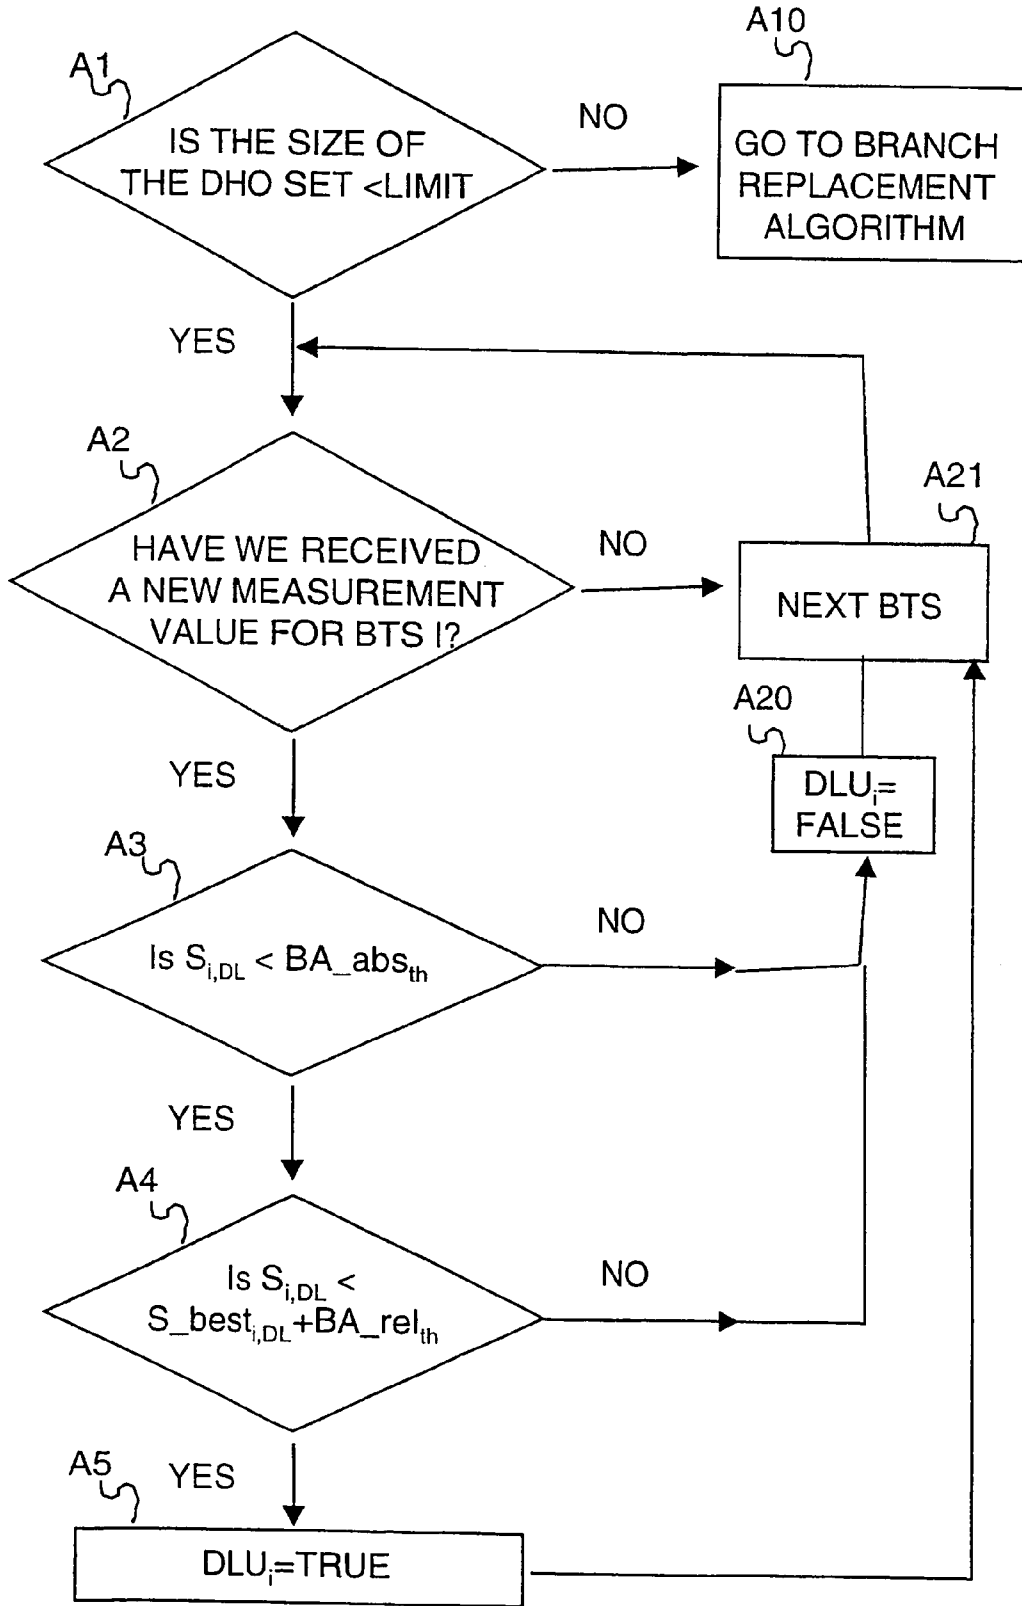 A1
A10
IS THE SIZE OF
THE DHO SET <LIMIT
NO
GO TO BRANCH
REPLACEMENT
ALGORITHM
YES
A2
A21
HAVE WE RECEIVED
A NEW MEASUREMENT
VALUE FOR BTS I?
NO
NEXT BTS
A20
YES
DLUi=
FALSE
A3
NO
Is Si,DL < BA_absth
YES
A4
Is Si,DL <
S_besti,DL+BA_relth
NO
A5
YES
DLUi=TRUE